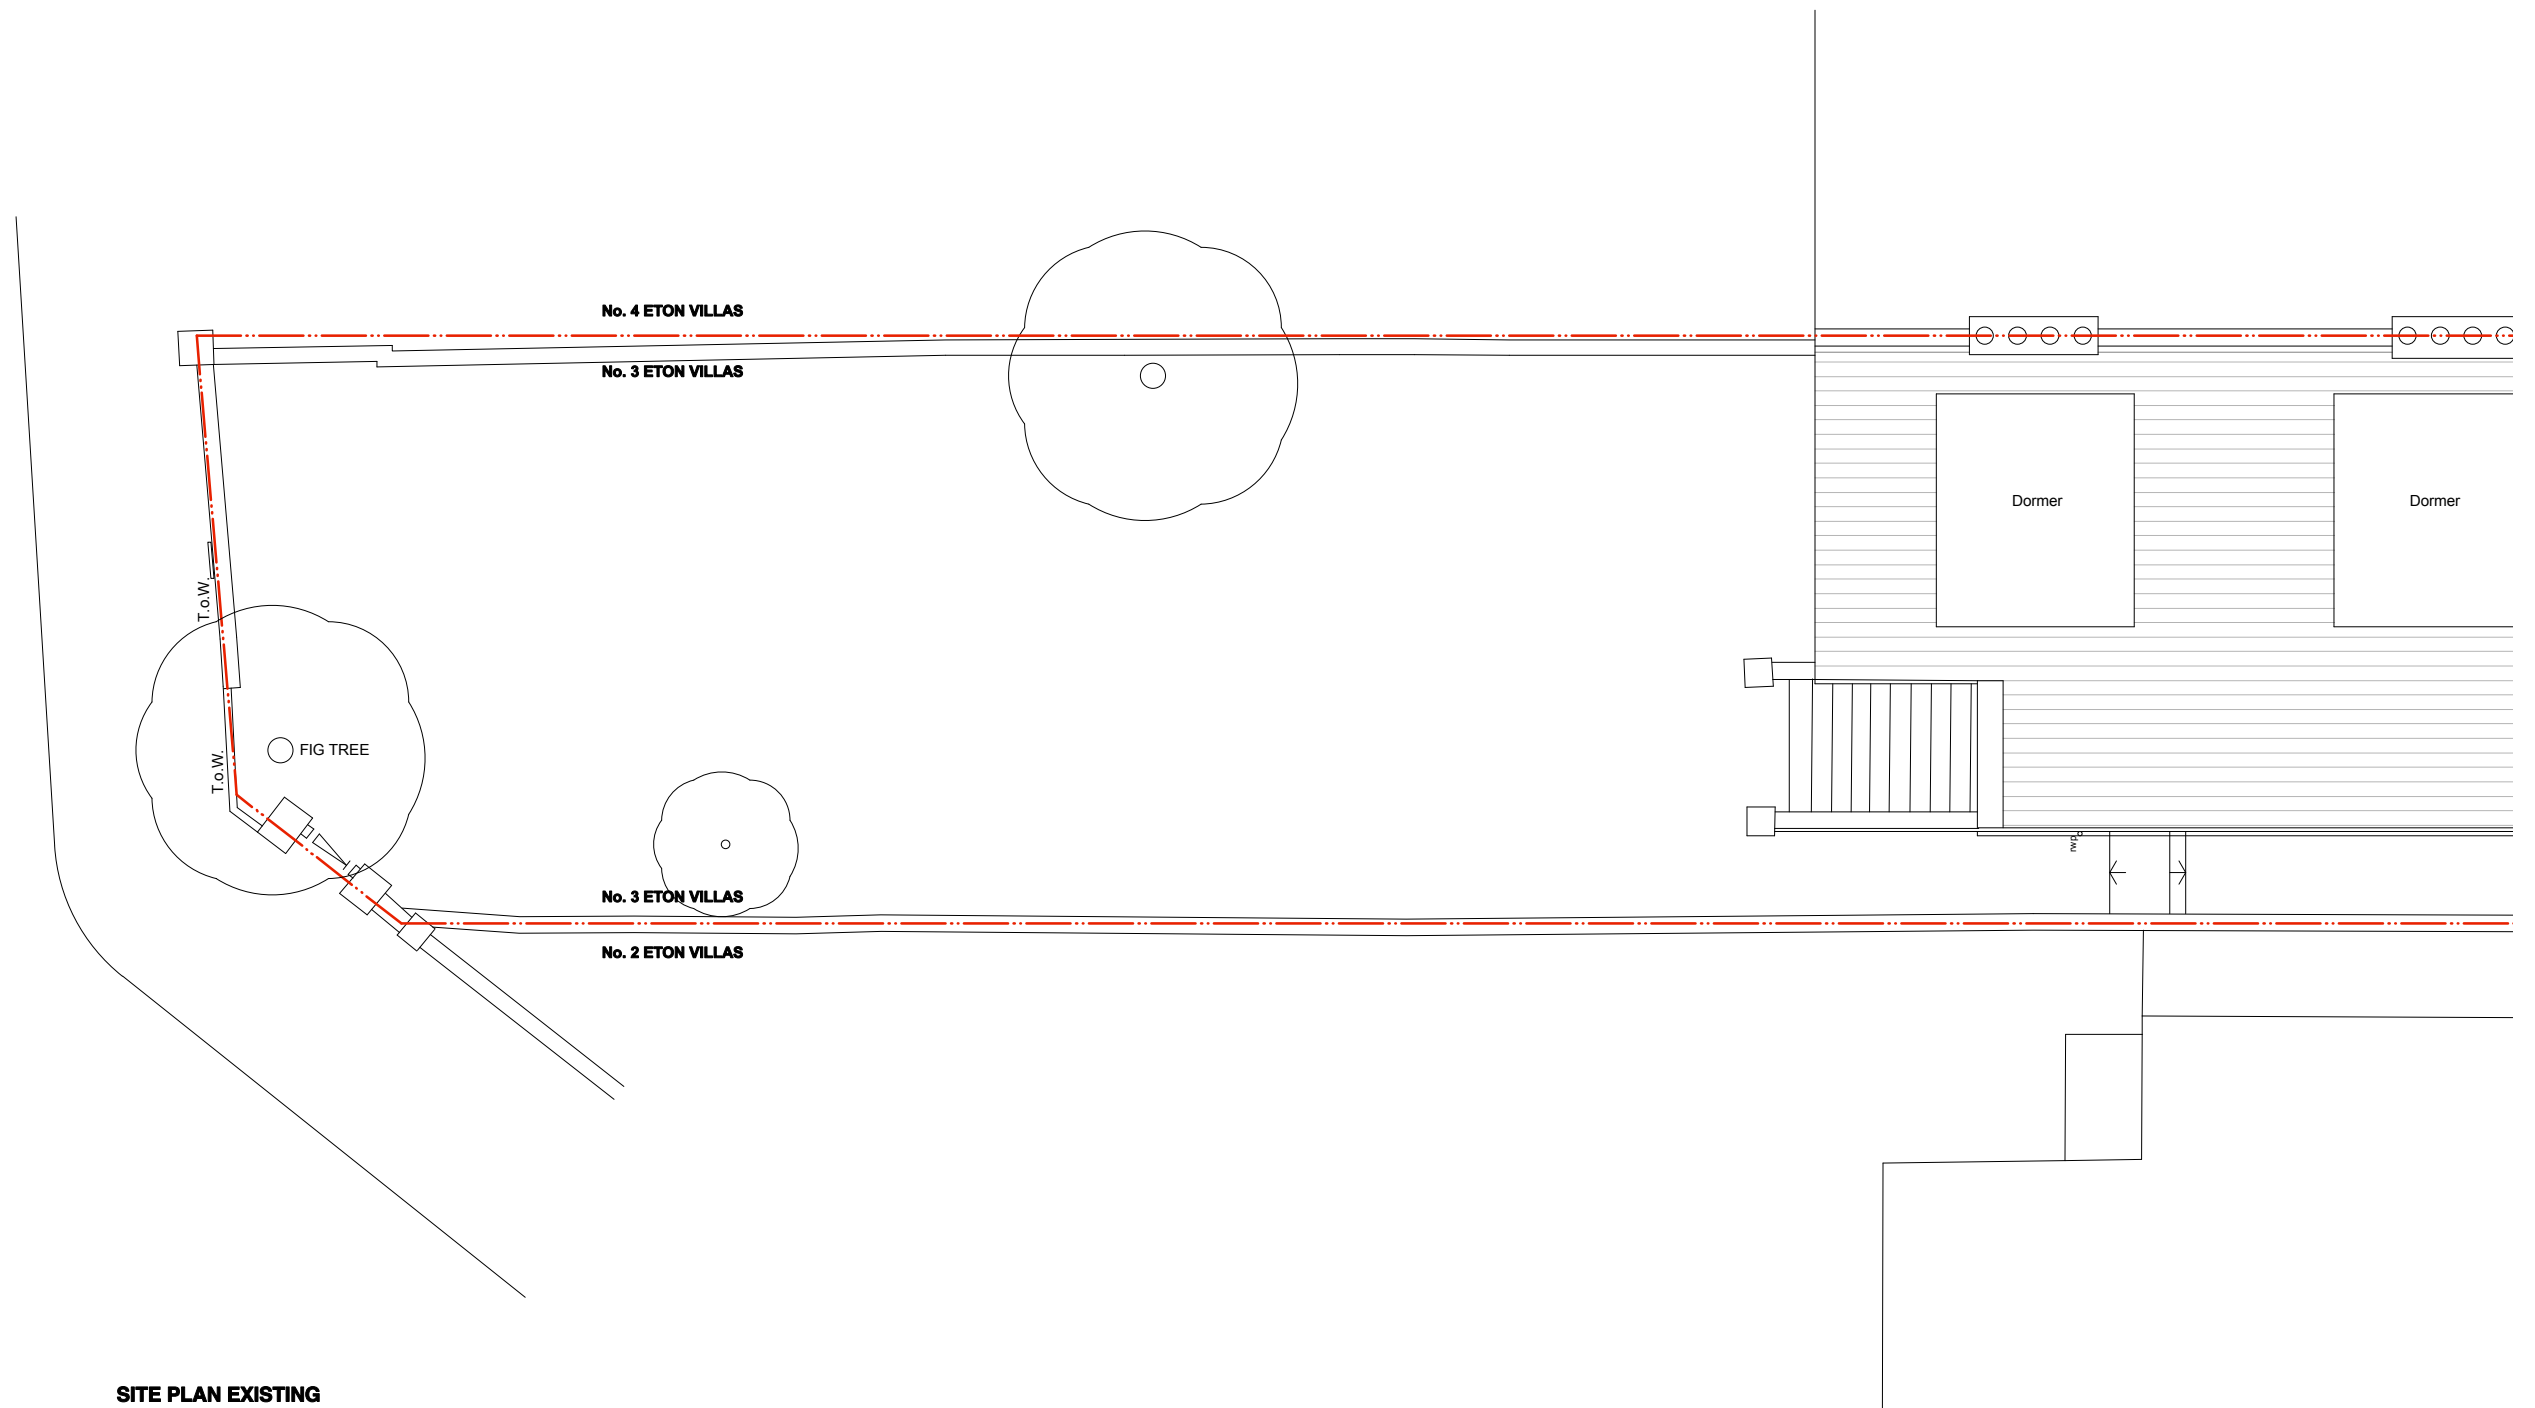 No. 4 ETON VILLAS
No. 3 ETON VILLAS
Dormer
Dormer
T.o.W.
FIG TREE
T.o.W.
rwp
No. 3 ETON VILLAS
No. 2 ETON VILLAS
SITE PLAN EXISTING